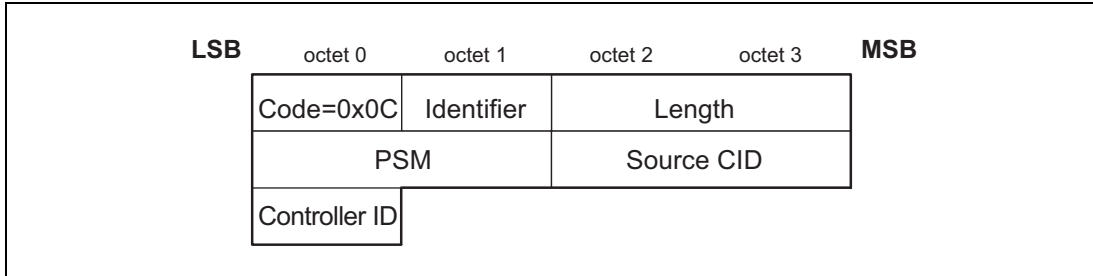 LSB octet 0 octet 1 octet 2 octet 3 MSB
Code=0x0C Identifier Length
PSM Source CID
Controller ID